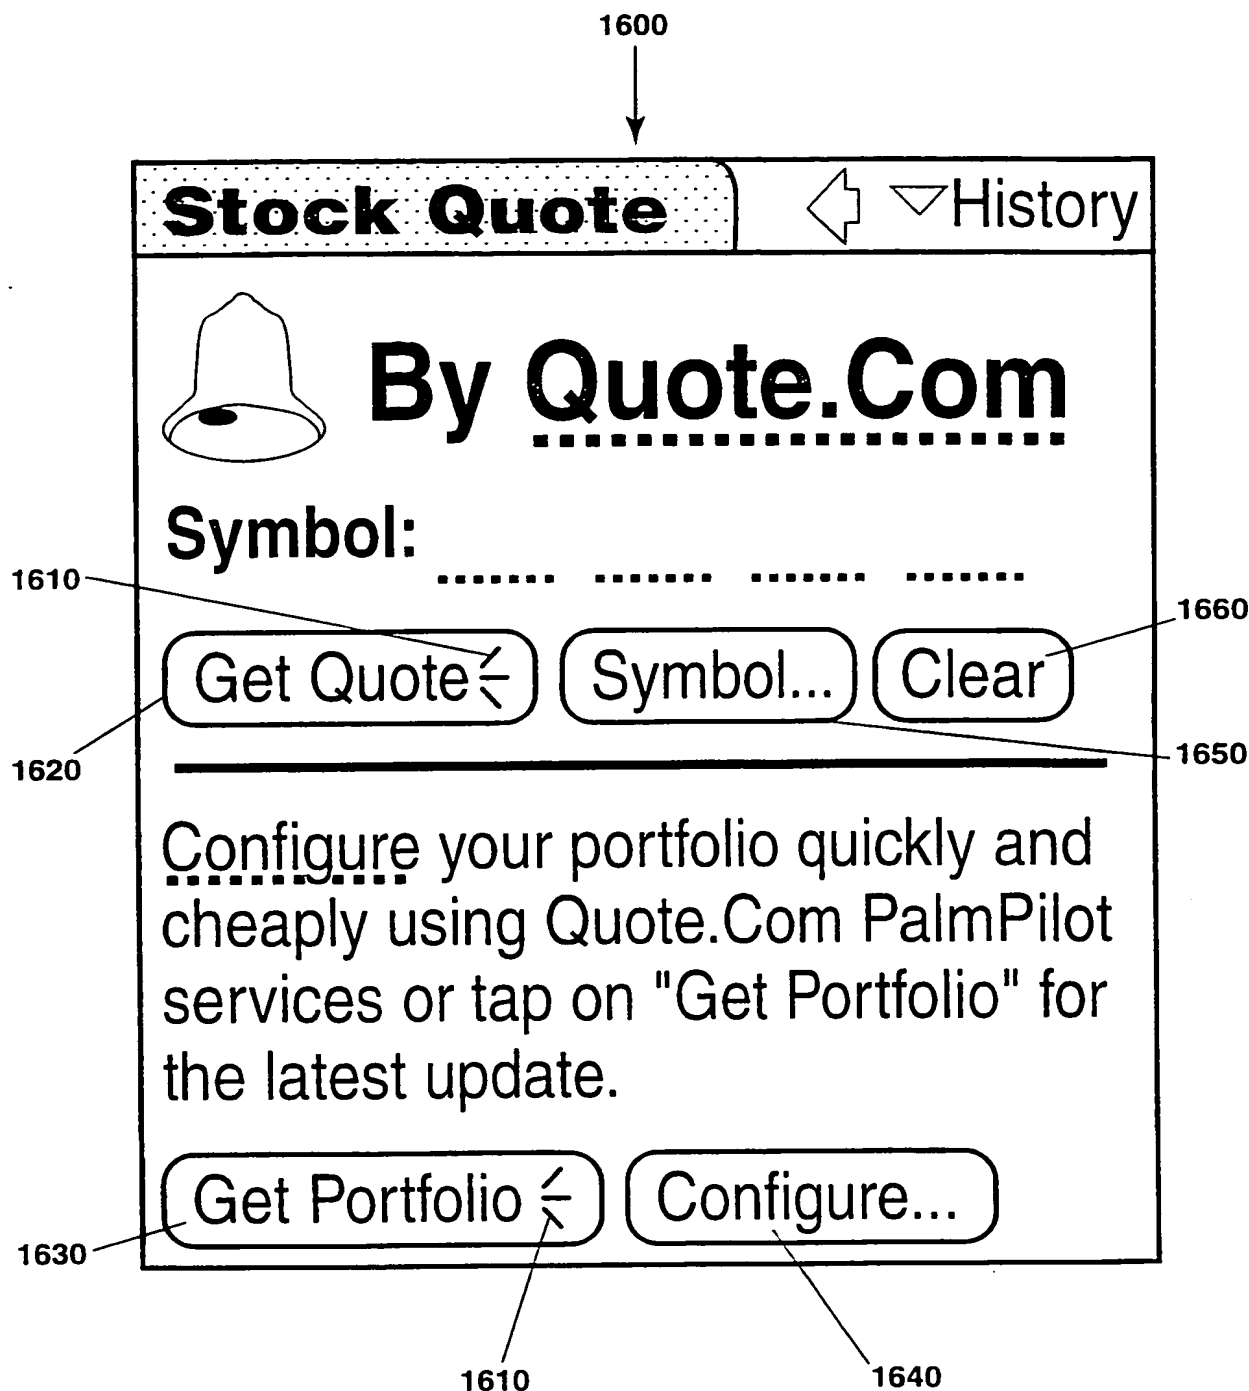 1600
Stock Quote History
By Quote.Com
Symbol:
1610
1660
Get Quote Symbol... Clear
1620
1650
Configure your portfolio quickly and
cheaply using Quote.Com PalmPilot
services or tap on "Get Portfolio" for
the latest update.
Get Portfolio Configure...
1630
1610
1640